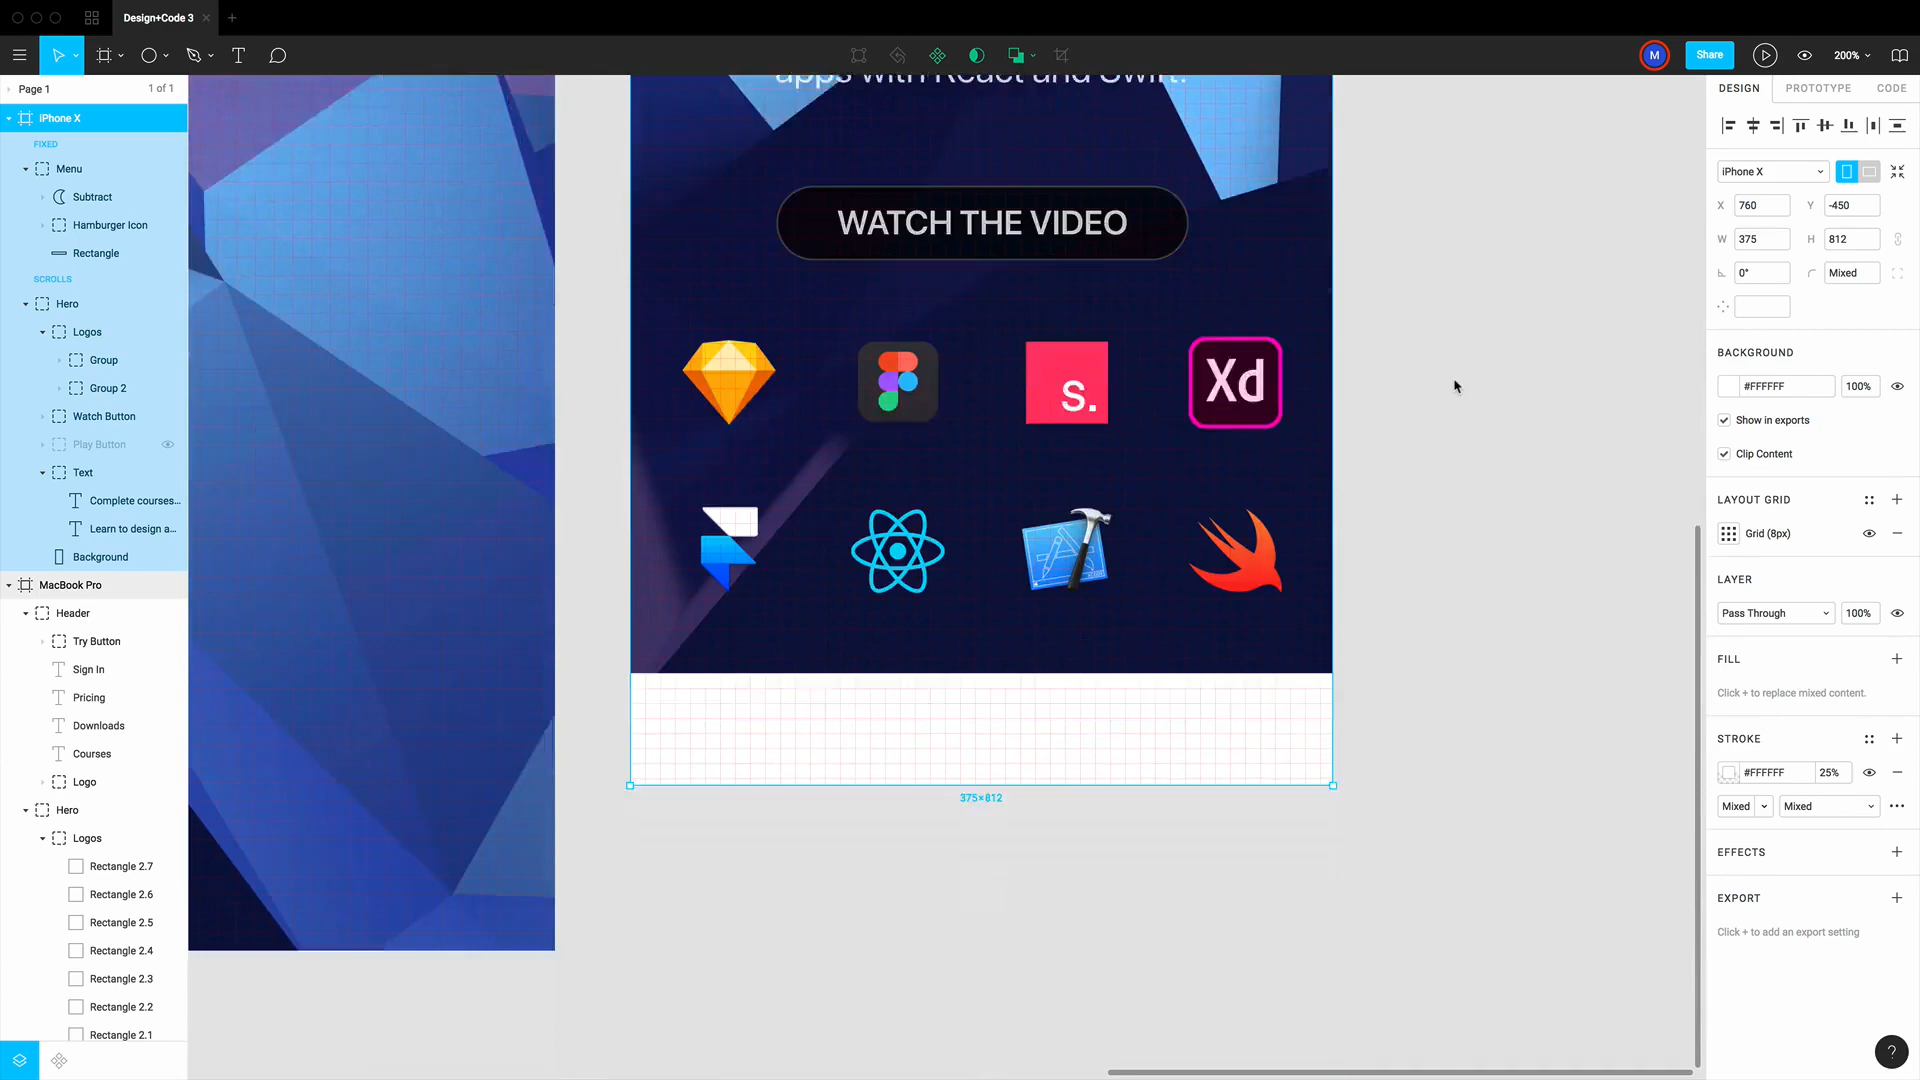 Design+Code 3
M
Share
200%
Page 1
1 of 1
DESIGN
PROTOTYPE
CODE
iPhone X
FIXED
Menu
Subtract
Hamburger Icon
Rectangle
SCROLLS
Hero
Logos
Group
Group 2
Watch Button
Play Button
Text
Complete courses...
Learn to design a...
Background
MacBook Pro
Header
Try Button
Sign In
Pricing
Downloads
Courses
Logo
Hero
Logos
Rectangle 2.7
Rectangle 2.6
Rectangle 2.5
Rectangle 2.4
Rectangle 2.3
Rectangle 2.2
Rectangle 2.1
apps with React and Swift.
WATCH THE VIDEO
s.
Xd
375×812
iPhone X
X 760 Y -450
W 375 H 812
0° Mixed
BACKGROUND
#FFFFFF 100%
Show in exports
Clip Content
LAYOUT GRID
Grid (8px)
LAYER
Pass Through 100%
FILL
Click + to replace mixed content.
STROKE
#FFFFFF 25%
Mixed Mixed
EFFECTS
EXPORT
Click + to add an export setting
?